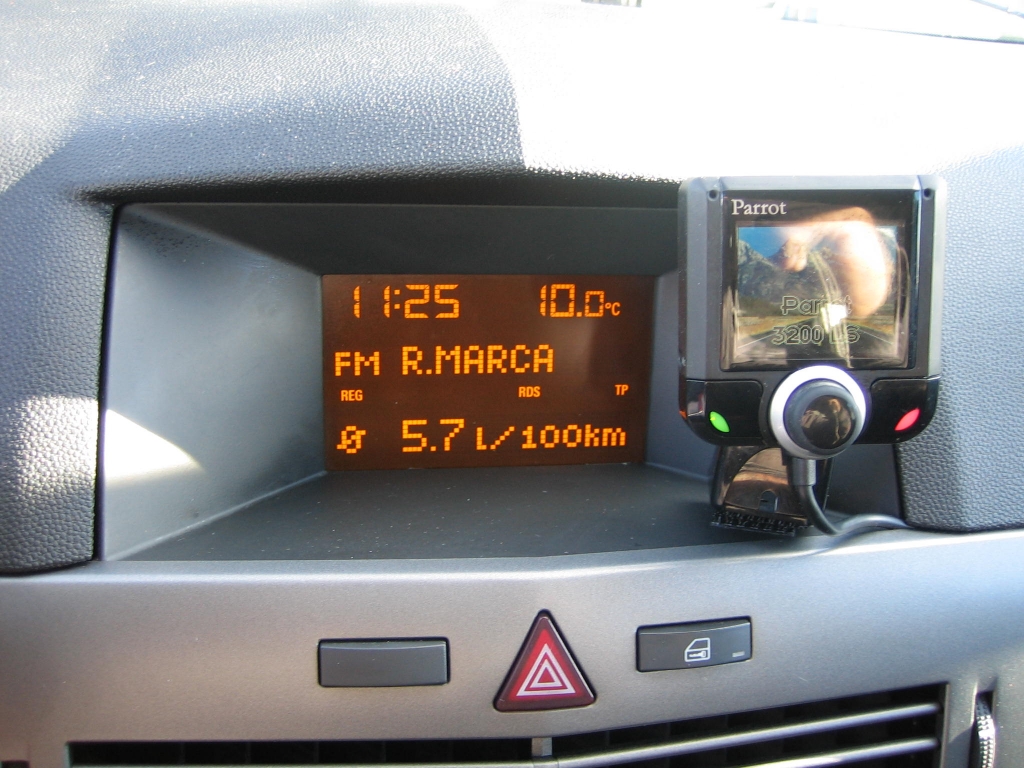 11:25 10.0°C
FM R.MARCA
REG RDS TP
Ø 5.7 L/100km
Parrot
Parrot
3200 LS